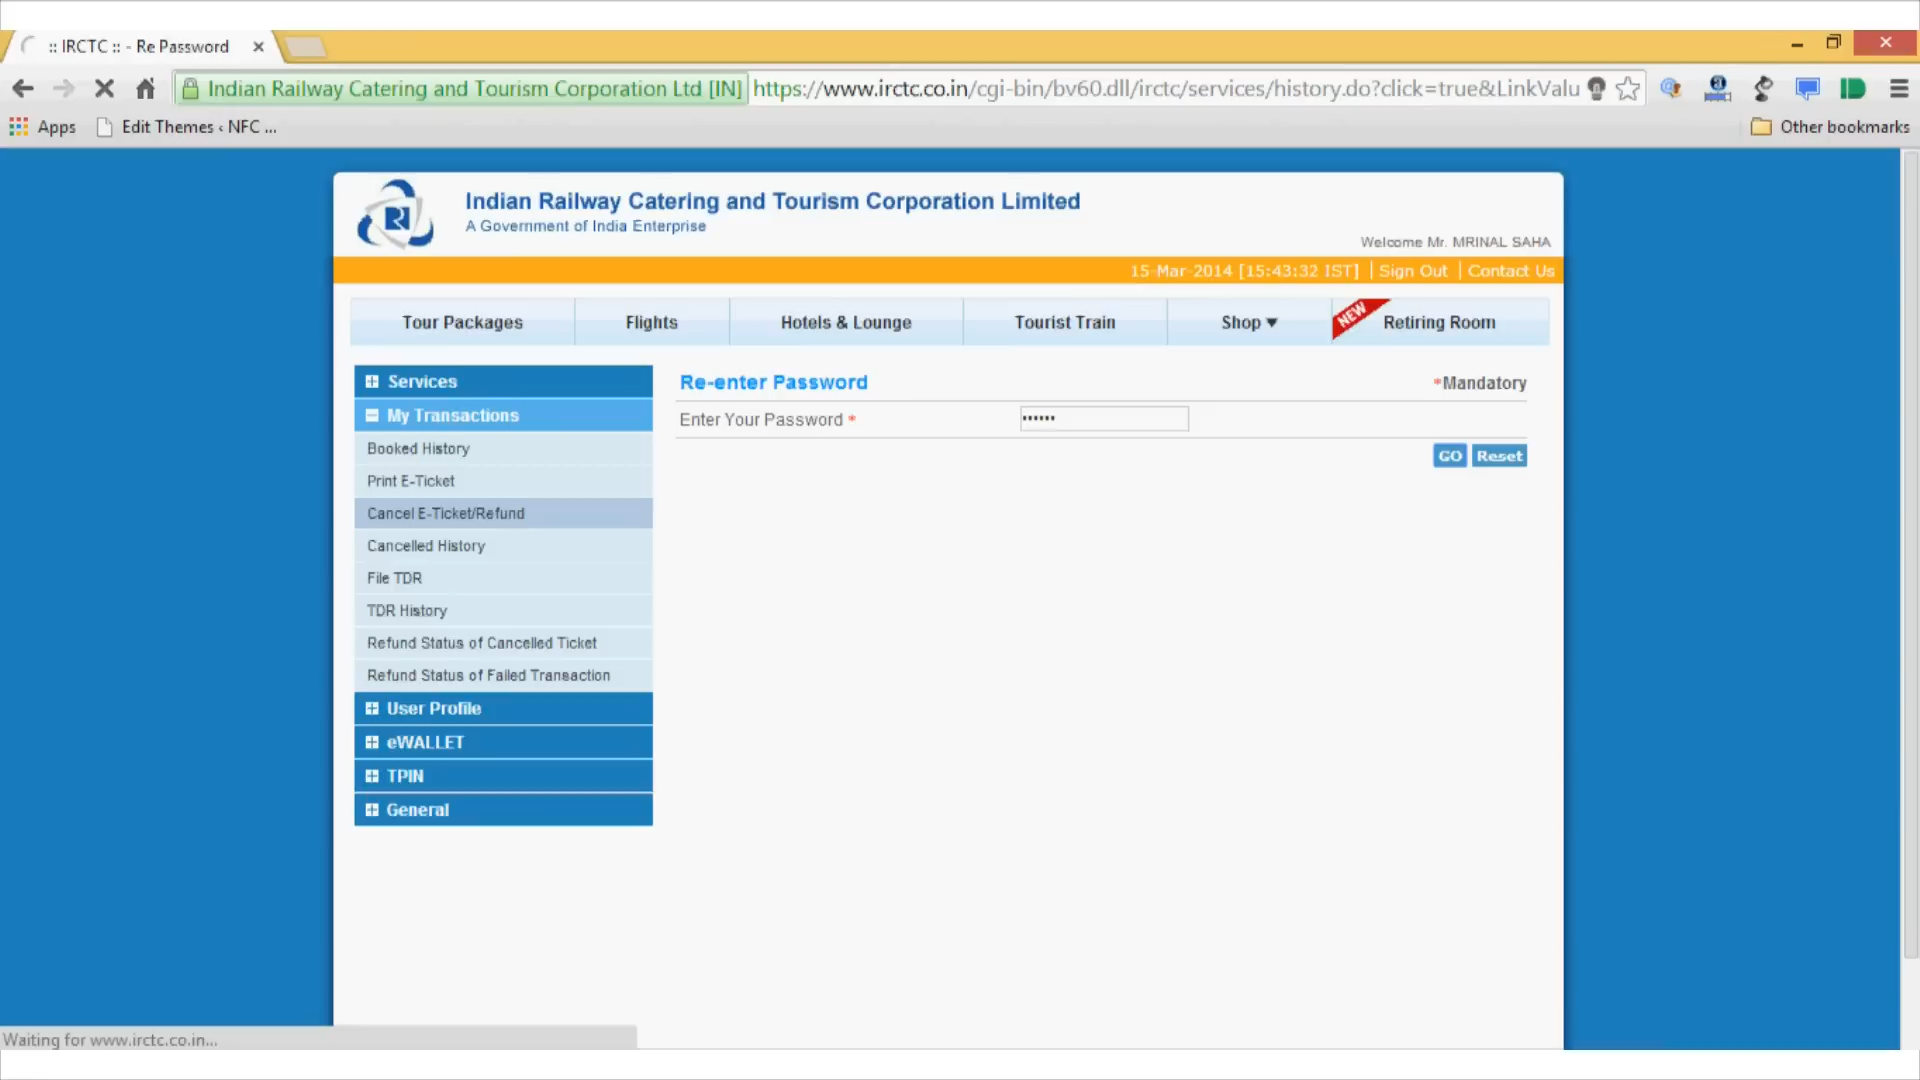 :: IRCTC :: - Re Password
Indian Railway Catering and Tourism Corporation Ltd [IN] https://www.irctc.co.in/cgi-bin/bv60.dll/irctc/services/history.do?click=true&LinkValu
Apps Edit Themes ‹ NFC ... Other bookmarks
Indian Railway Catering and Tourism Corporation Limited
A Government of India Enterprise
Welcome Mr. MRINAL SAHA
15-Mar-2014 [15:43:32 IST] | Sign Out | Contact Us
Tour Packages Flights Hotels & Lounge Tourist Train Shop ▼ NEW Retiring Room
Services
My Transactions
Booked History
Print E-Ticket
Cancel E-Ticket/Refund
Cancelled History
File TDR
TDR History
Refund Status of Cancelled Ticket
Refund Status of Failed Transaction
User Profile
eWALLET
TPIN
General
Re-enter Password *Mandatory
Enter Your Password * ••••••
GO Reset
Waiting for www.irctc.co.in...